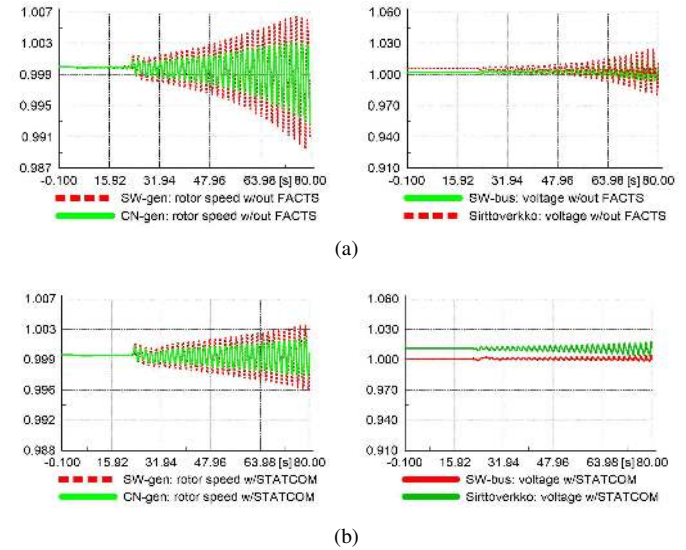 1.007
1.003
0.998
0.995
0.991
0.987
-0.100 15.92 31.94 47.96 63.98 [s] 80.00
SW-gen: rotor speed w/out FACTS
CN-gen: rotor speed w/out FACTS
1.060
1.030
1.000
0.970
0.940
0.910
-0.100 15.92 31.94 47.96 63.98 [s] 80.00
SW-bus: voltage w/out FACTS
Sirttoverkko: voltage w/out FACTS
(a)
1.007
1.003
0.999
0.996
0.992
0.988
-0.100 15.92 31.94 47.96 63.98 [s] 80.00
SW-gen: rotor speed w/STATCOM
CN-gen: rotor speed w/STATCOM
1.060
1.030
1.000
0.970
0.940
0.910
-0.100 15.92 31.94 47.96 63.98 [s] 80.00
SW-bus: voltage w/STATCOM
Sirttoverkko: voltage w/STATCOM
(b)